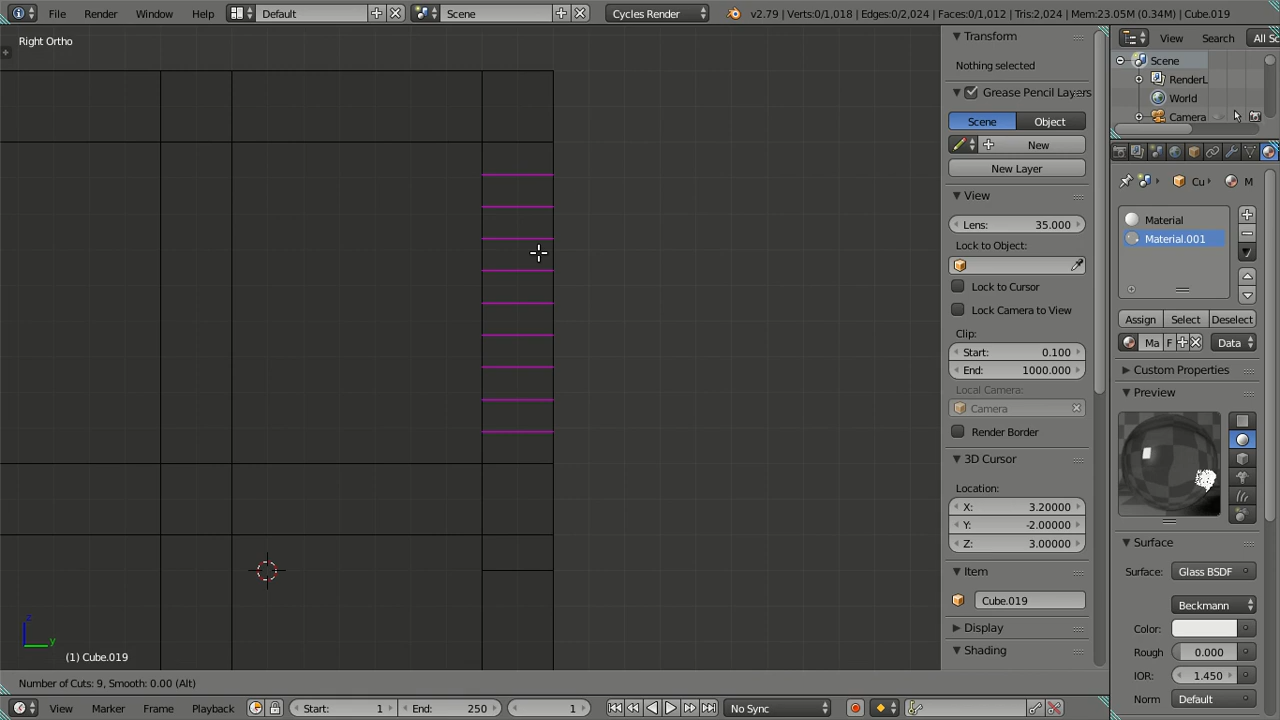 File Render Window Help Default Scene Cycles Render v2.79 | Verts:0/1,018 | Edges:0/2,024 | Faces:0/1,012 | Tris:2,024 | Mem:23.05M (0.34M) | Cube.019
Right Ortho
Transform
Nothing selected
Grease Pencil Layers
Scene Object
New
New Layer
View
Lens: 35.000
Lock to Object:
Lock to Cursor
Lock Camera to View
Clip:
Start: 0.100
End: 1000.000
Local Camera:
Camera
Render Border
3D Cursor
Location:
X: 3.20000
Y: -2.00000
Z: 3.00000
Item
Cube.019
Display
Shading
View Search All Sc
Scene
RenderL
World
Camera
Cu M
Material
Material.001
Assign Select Deselect
Ma F Data
Custom Properties
Preview
Surface
Surface: Glass BSDF
Beckmann
Color:
Rough 0.000
IOR: 1.450
Norm Default
z
y
(1) Cube.019
Number of Cuts: 9, Smooth: 0.00 (Alt)
View Marker Frame Playback Start: 1 End: 250 1 No Sync